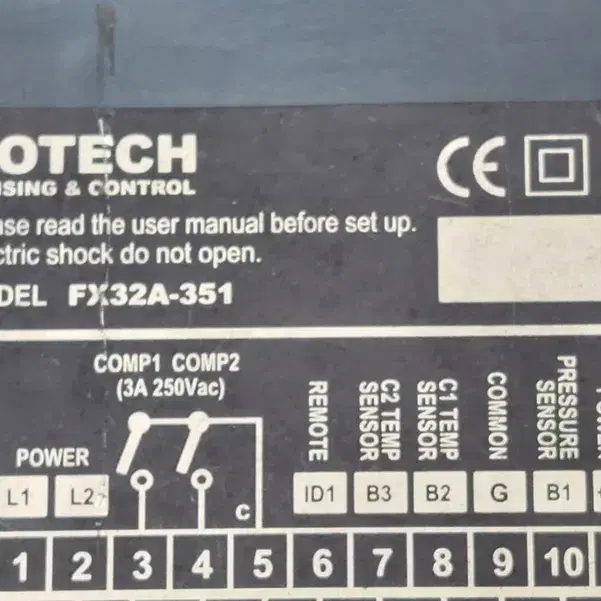 OTECH
SING & CONTROL
ase read the user manual before set up.
ctric shock do not open.
DEL FX32A-351
CE
COMP1 COMP2
(3A 250Vac)
POWER
REMOTE
C2 TEMP SENSOR
C1 TEMP SENSOR
COMMON
PRESSURE SENSOR
L1 L2 C ID1 B3 B2 G B1
1 2 3 4 5 6 7 8 9 10